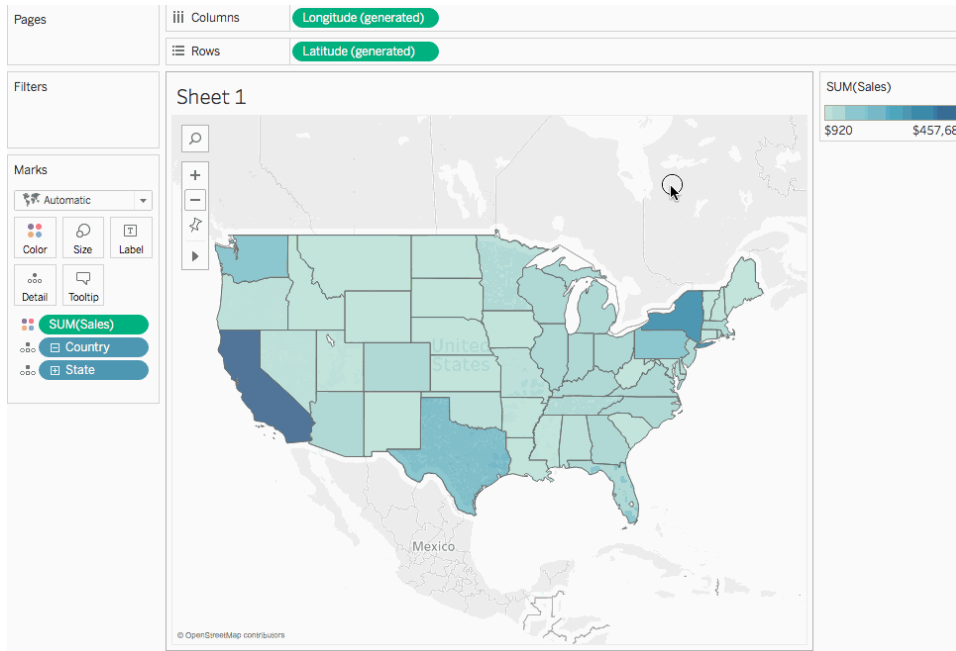 Pages
Columns
Longitude (generated)
Rows
Latitude (generated)
Filters
Marks
Automatic
Color
Size
Label
Detail
Tooltip
SUM(Sales)
Country
State
Sheet 1
United
States
Mexico
© OpenStreetMap contributors
SUM(Sales)
$920
$457,68